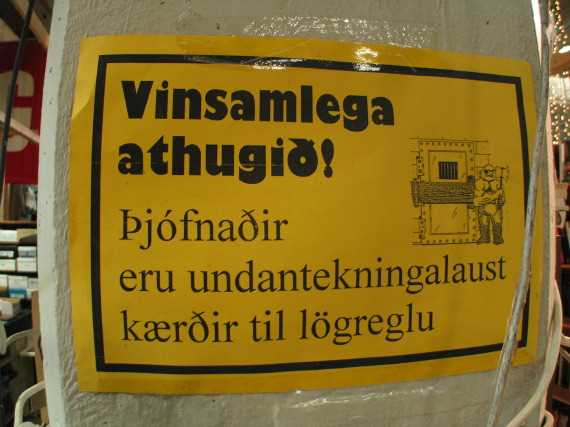 Vinsamlega
athugið!
Þjófnaðir
eru undantekningalaust
kærðir til lögreglu